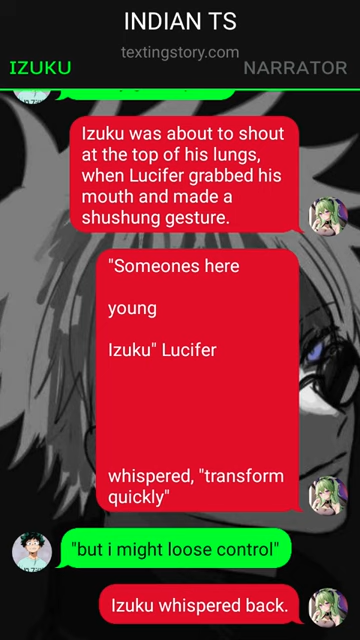 INDIAN TS
textingstory.com
IZUKU
NARRATOR
Izuku was about to shout
at the top of his lungs,
when Lucifer grabbed his
mouth and made a
shushung gesture.
"Someones here
young
Izuku" Lucifer
whispered, "transform
quickly"
"but i might loose control"
Izuku whispered back.